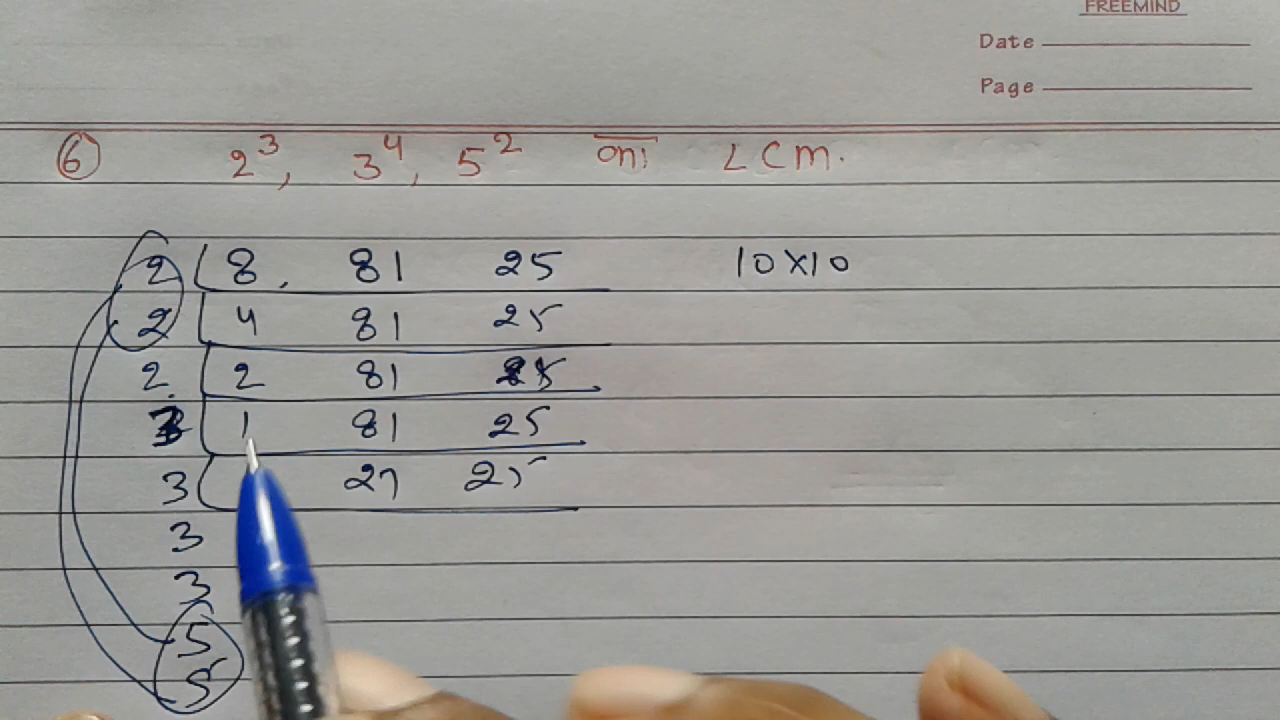 FREEMIND
Date
Page
6 2³, 3⁴, 5² LCM.
2 8. 81 25 10×10
2 4 81 25
2. 2 81 25
3 1 81 25
3 27 25
3
3
5
5